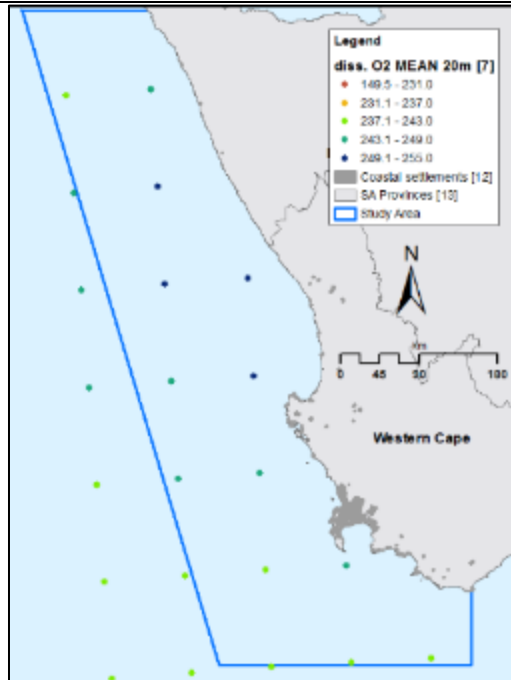 Legend
diss. O2 MEAN 20m [7]
149.5 - 231.0
231.1 - 237.0
237.1 - 243.0
243.1 - 249.0
249.1 - 255.0
Coastal settlements [12]
SA Provinces [13]
Study Area
N
Km
0 45 90 180
Western Cape